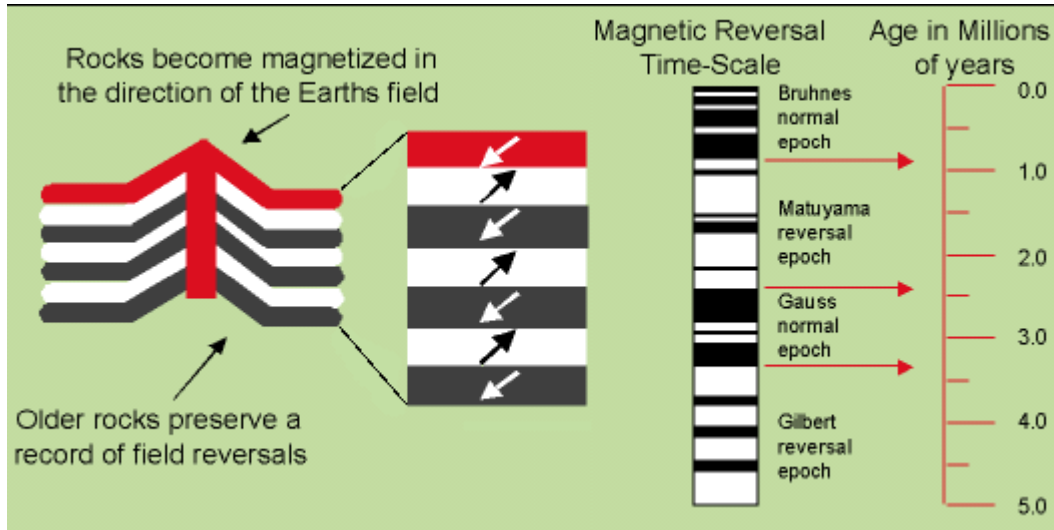 Rocks become magnetized in
the direction of the Earths field
Older rocks preserve a
record of field reversals
Magnetic Reversal
Time-Scale
Bruhnes
normal
epoch
Matuyama
reversal
epoch
Gauss
normal
epoch
Gilbert
reversal
epoch
Age in Millions
of years
0.0
1.0
2.0
3.0
4.0
5.0